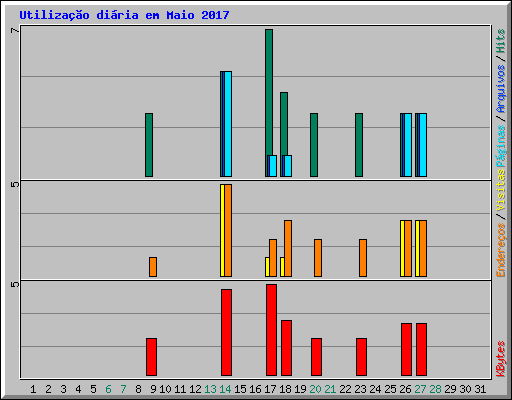 Utilização diária em Maio 2017
7
5
5
Endereços / Visitas Páginas / Arquivos / Hits
KBytes
1 2 3 4 5 6 7 8 9 10 11 12 13 14 15 16 17 18 19 20 21 22 23 24 25 26 27 28 29 30 31